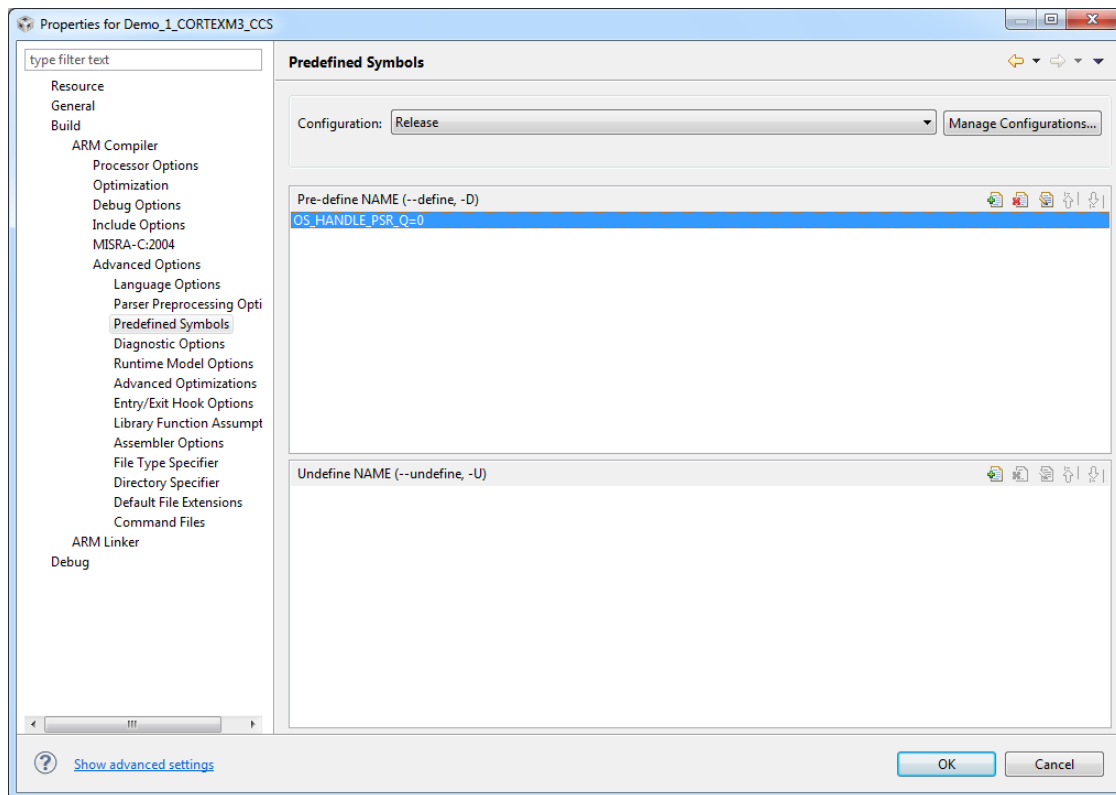 Properties for Demo_1_CORTEXM3_CCS
type filter text
Resource
General
Build
ARM Compiler
Processor Options
Optimization
Debug Options
Include Options
MISRA-C:2004
Advanced Options
Language Options
Parser Preprocessing Opti
Predefined Symbols
Diagnostic Options
Runtime Model Options
Advanced Optimizations
Entry/Exit Hook Options
Library Function Assumpt
Assembler Options
File Type Specifier
Directory Specifier
Default File Extensions
Command Files
ARM Linker
Debug
Predefined Symbols
Configuration: Release Manage Configurations...
Pre-define NAME (--define, -D)
OS_HANDLE_PSR_Q=0
Undefine NAME (--undefine, -U)
Show advanced settings
OK Cancel